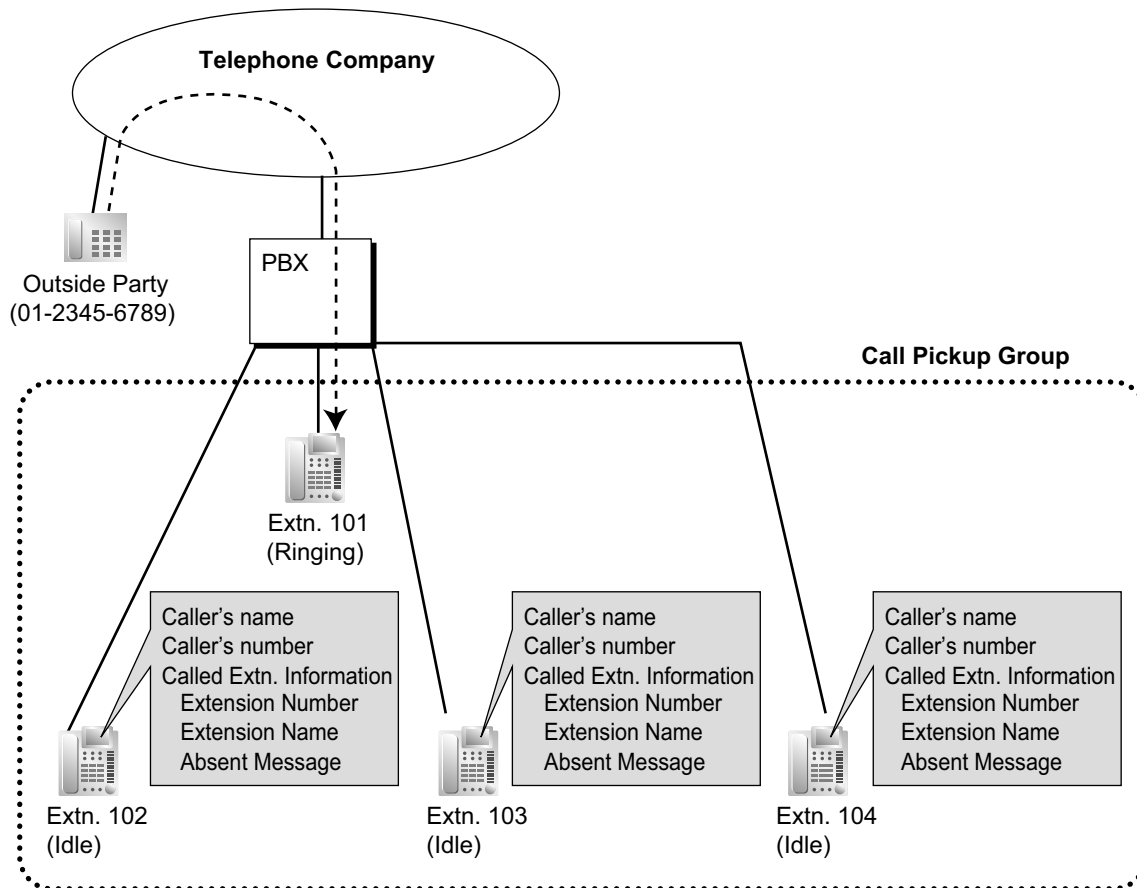 Telephone Company
PBX
Outside Party
(01-2345-6789)
Call Pickup Group
Extn. 101
(Ringing)
Caller’s name
Caller’s number
Called Extn. Information
Extension Number
Extension Name
Absent Message
Extn. 102
(Idle)
Caller’s name
Caller’s number
Called Extn. Information
Extension Number
Extension Name
Absent Message
Extn. 103
(Idle)
Caller’s name
Caller’s number
Called Extn. Information
Extension Number
Extension Name
Absent Message
Extn. 104
(Idle)